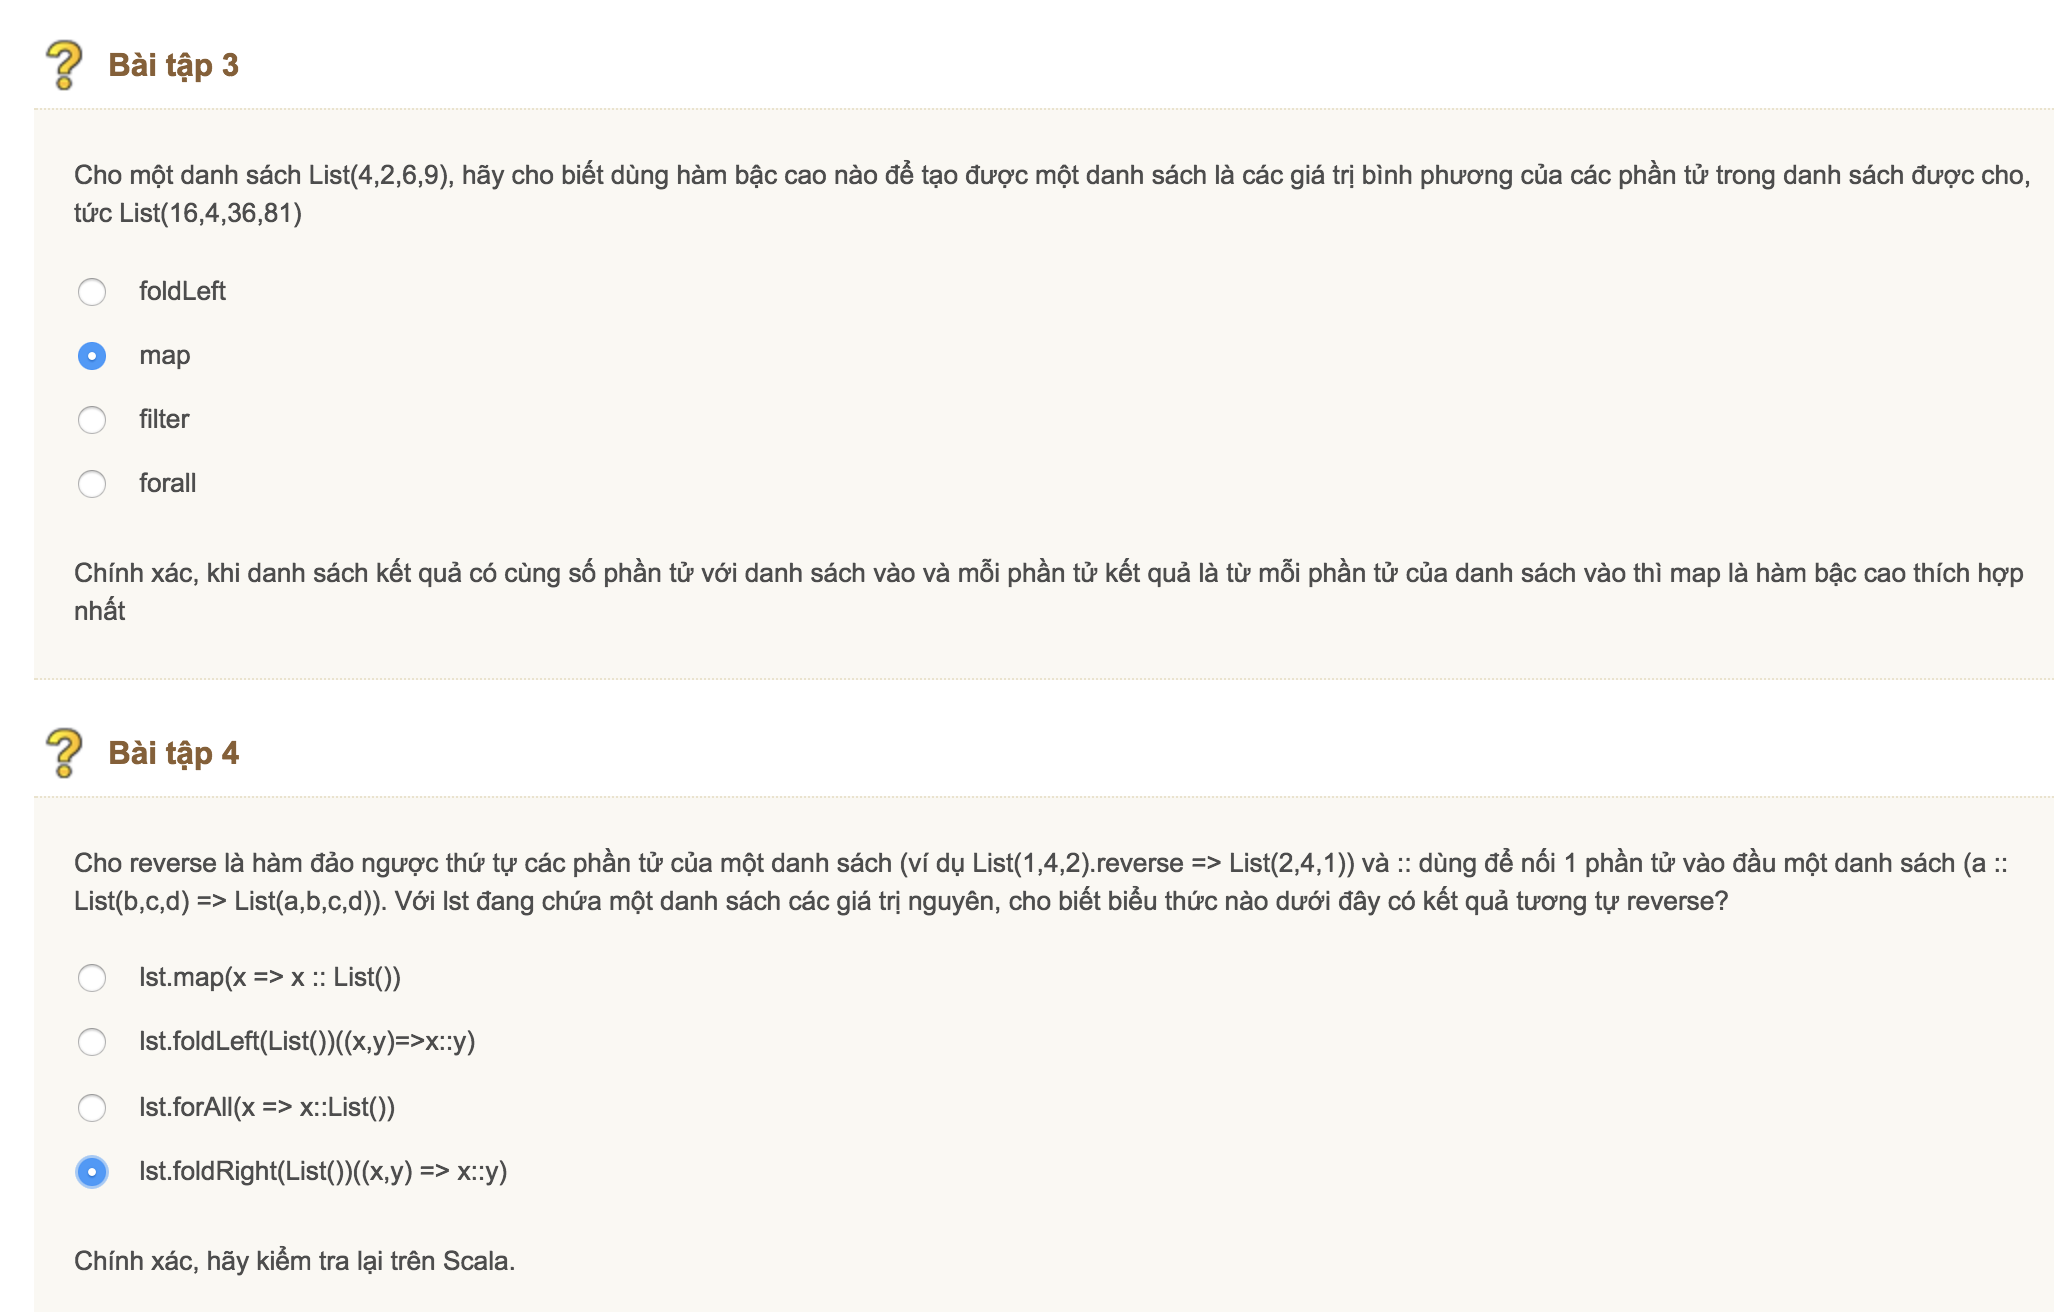 Bài tập 3
Cho một danh sách List(4,2,6,9), hãy cho biết dùng hàm bậc cao nào để tạo được một danh sách là các giá trị bình phương của các phần tử trong danh sách được cho,
tức List(16,4,36,81)
foldLeft
map
filter
forall
Chính xác, khi danh sách kết quả có cùng số phần tử với danh sách vào và mỗi phần tử kết quả là từ mỗi phần tử của danh sách vào thì map là hàm bậc cao thích hợp
nhất
Bài tập 4
Cho reverse là hàm đảo ngược thứ tự các phần tử của một danh sách (ví dụ List(1,4,2).reverse => List(2,4,1)) và :: dùng để nối 1 phần tử vào đầu một danh sách (a ::
List(b,c,d) => List(a,b,c,d)). Với lst đang chứa một danh sách các giá trị nguyên, cho biết biểu thức nào dưới đây có kết quả tương tự reverse?
lst.map(x => x :: List())
lst.foldLeft(List())((x,y)=>x::y)
lst.forAll(x => x::List())
lst.foldRight(List())((x,y) => x::y)
Chính xác, hãy kiểm tra lại trên Scala.